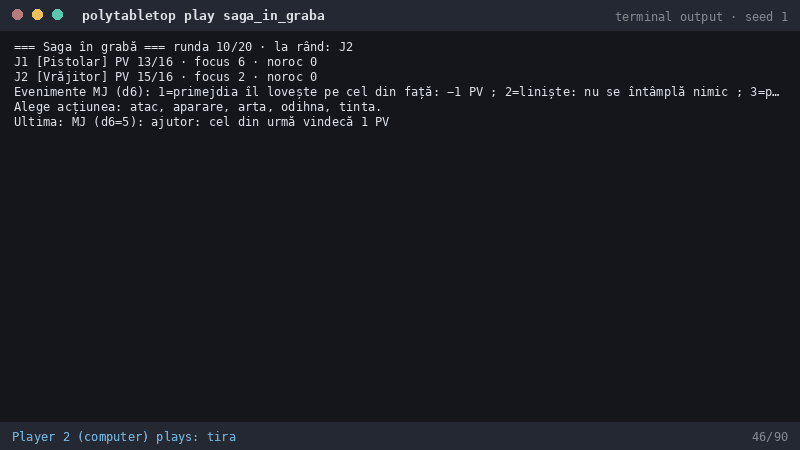 polytabletop play saga_in_graba
terminal output · seed 1
=== Saga în grabă === runda 10/20 · la rând: J2
J1 [Pistolar] PV 13/16 · focus 6 · noroc 0
J2 [Vrăjitor] PV 15/16 · focus 2 · noroc 0
Evenimente MJ (d6): 1=primejdia îl lovește pe cel din față: −1 PV ; 2=liniște: nu se întâmplă nimic ; 3=p…
Alege acțiunea: atac, aparare, arta, odihna, tinta.
Ultima: MJ (d6=5): ajutor: cel din urmă vindecă 1 PV
Player 2 (computer) plays: tira
46/90